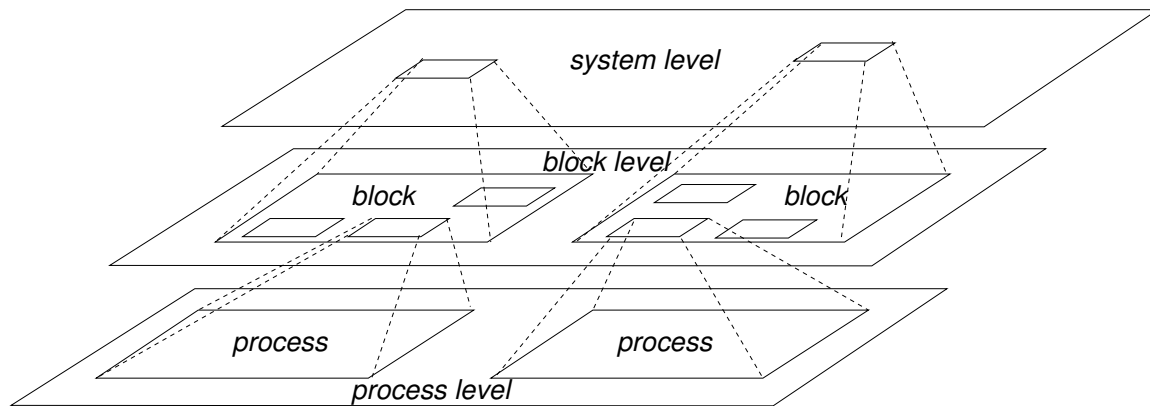 system level
block level
block
block
process
process
process level